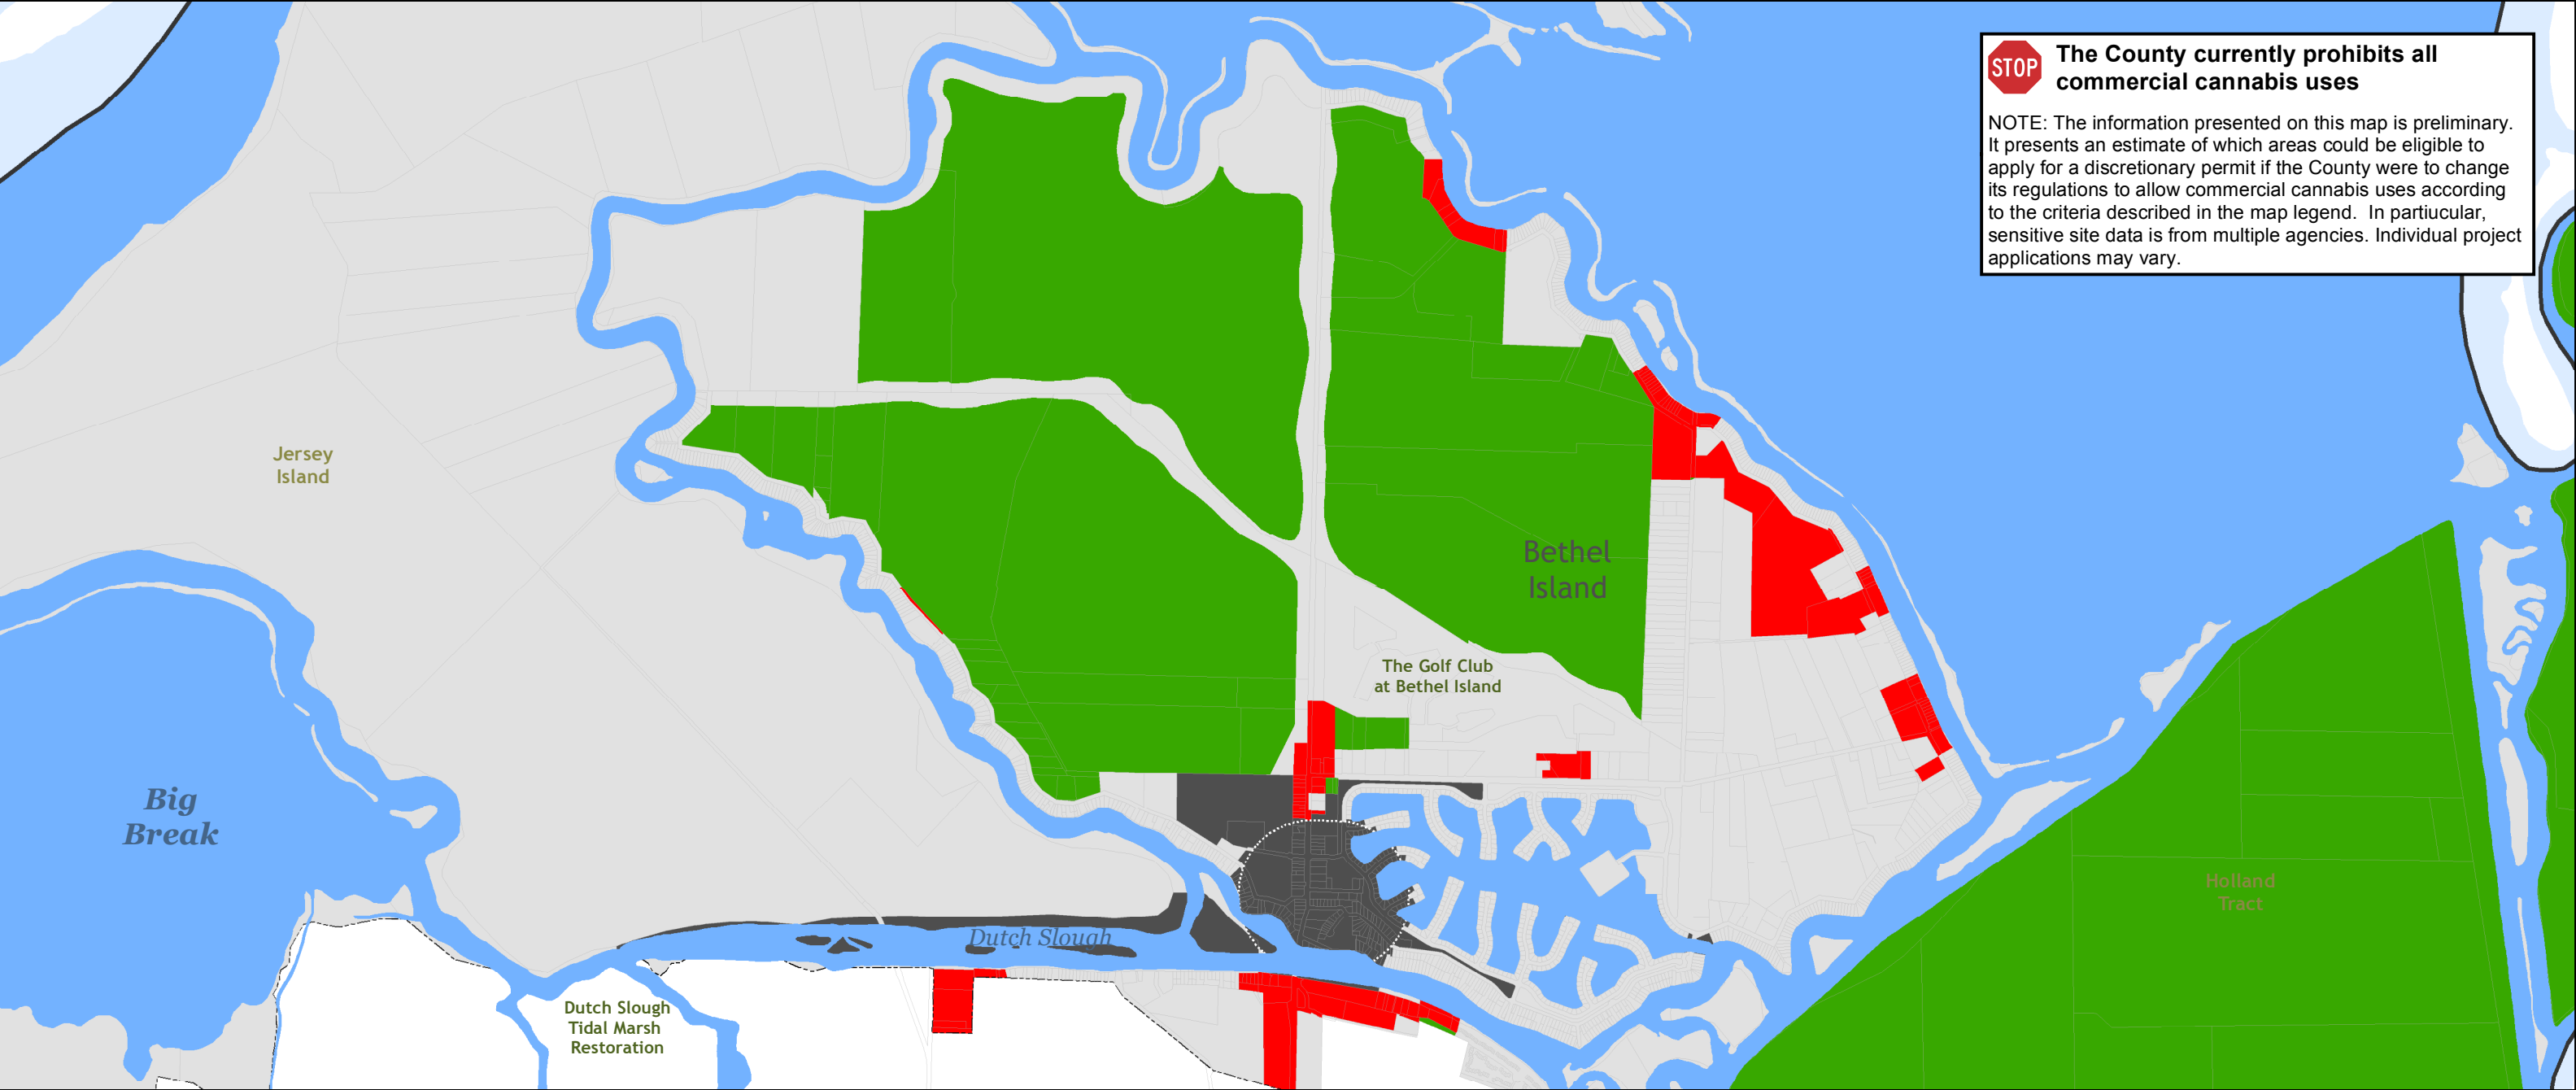 STOP
The County currently prohibits all
commercial cannabis uses
NOTE: The information presented on this map is preliminary.
It presents an estimate of which areas could be eligible to
apply for a discretionary permit if the County were to change
its regulations to allow commercial cannabis uses according
to the criteria described in the map legend.  In partiucular,
sensitive site data is from multiple agencies. Individual project
applications may vary.
Jersey
Island
Bethel
Island
The Golf Club
at Bethel Island
Big
Break
Holland
Tract
Dutch Slough
Dutch Slough
Tidal Marsh
Restoration